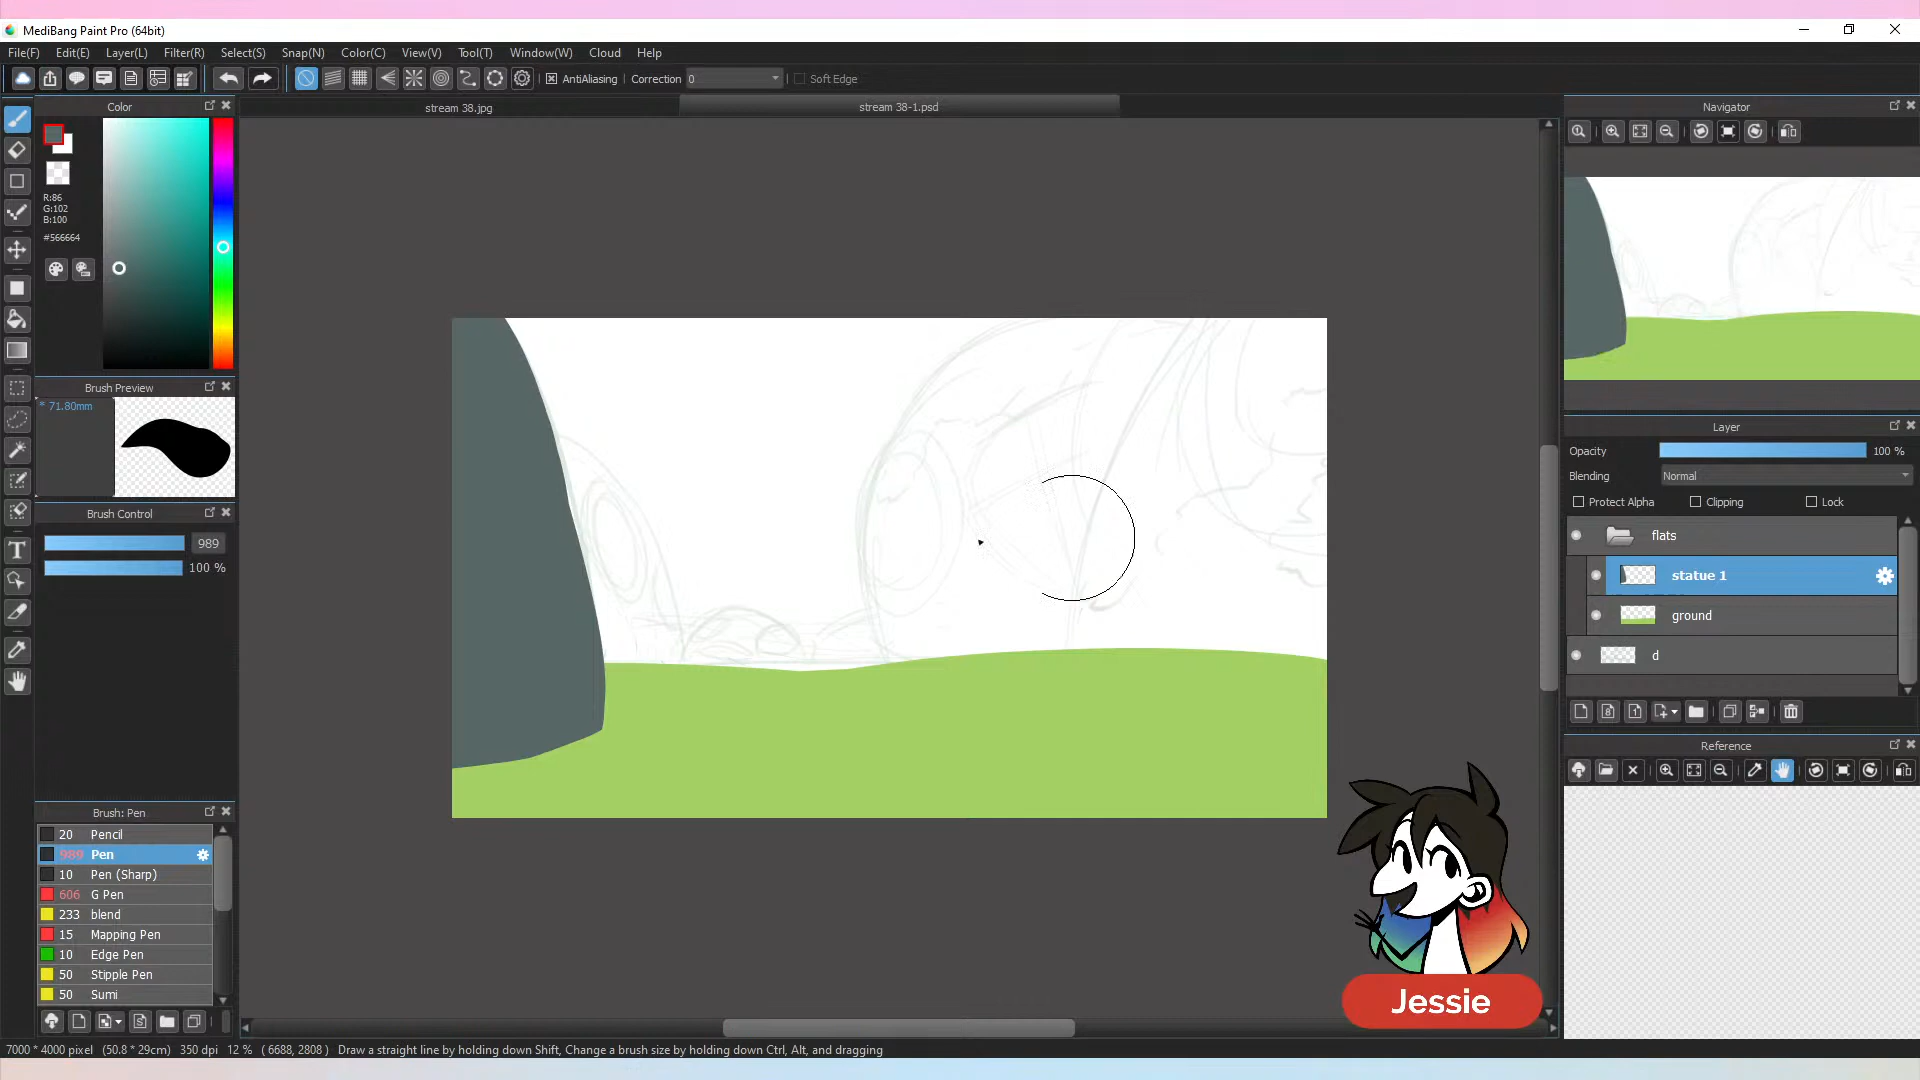 MediBang Paint Pro (64bit)
File(F) Edit(E) Layer(L) Filter(R) Select(S) Snap(N) Color(C) View(V) Tool(T) Window(W) Cloud Help
AntiAliasing Correction 0 Soft Edge
Color
stream 38.jpg
stream 38-1.psd
Navigator
R:86
G:102
B:100
#566664
Brush Preview
* 71.80mm
Brush Control
989
100 %
Layer
Opacity 100 %
Blending Normal
Protect Alpha Clipping Lock
flats
statue 1
ground
d
Reference
Brush: Pen
20 Pencil
989 Pen
10 Pen (Sharp)
606 G Pen
233 blend
15 Mapping Pen
10 Edge Pen
50 Stipple Pen
50 Sumi
Jessie
7000 * 4000 pixel (50.8 * 29cm) 350 dpi 12 % ( 6688, 2808 ) Draw a straight line by holding down Shift, Change a brush size by holding down Ctrl, Alt, and dragging